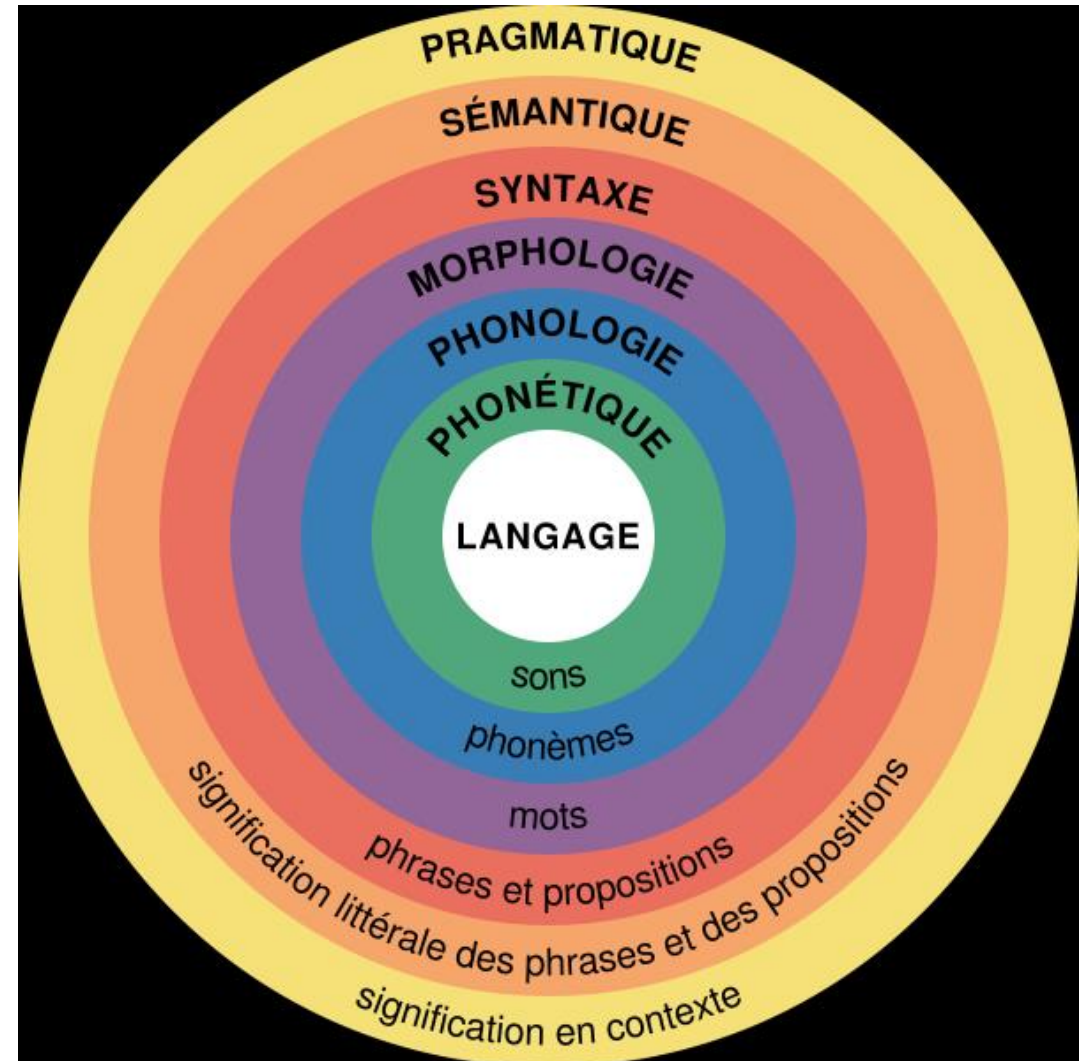 PRAGMATIQUE
SÉMANTIQUE
SYNTAXE
MORPHOLOGIE
PHONOLOGIE
PHONÉTIQUE
LANGAGE
sons
phonèmes
mots
phrases et propositions
signification littérale des phrases et des propositions
signification en contexte